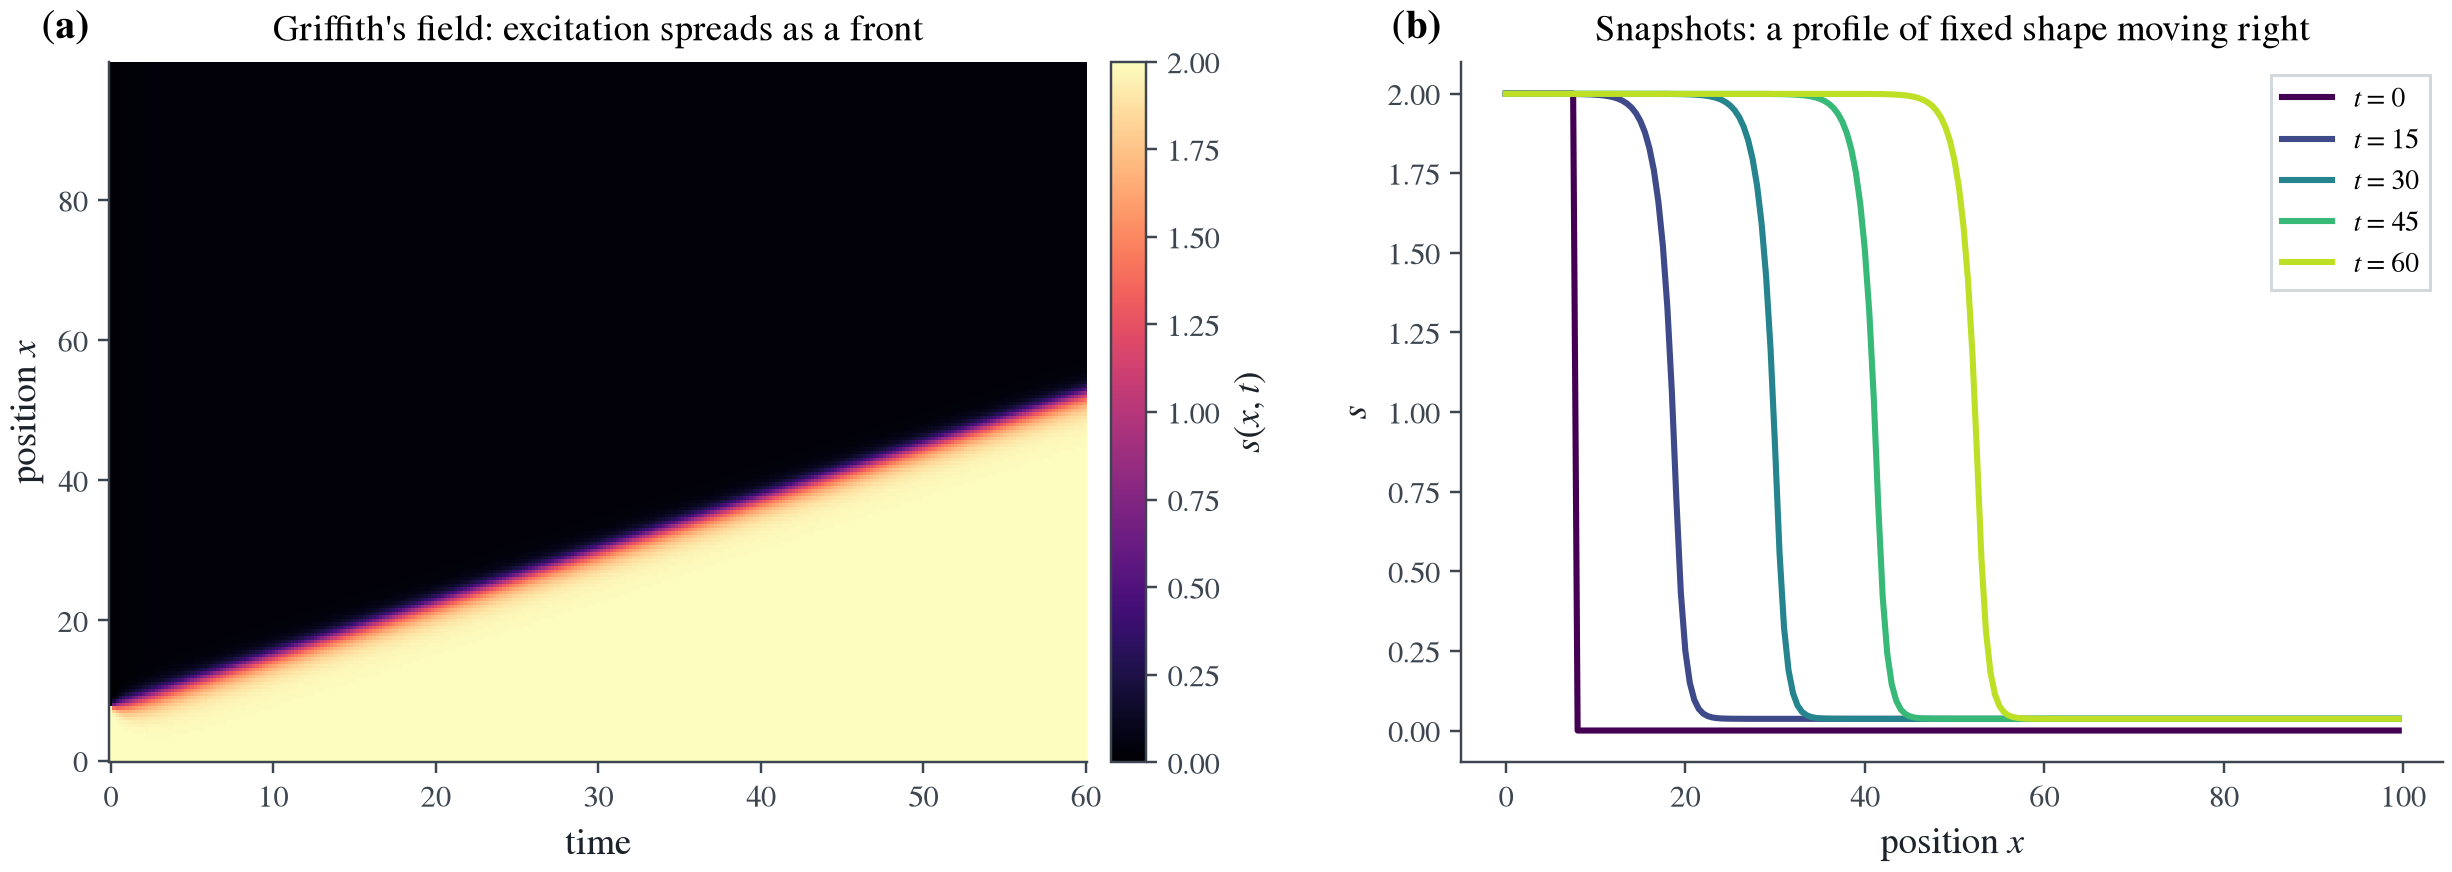 (a)
Griffith's field: excitation spreads as a front
position x
80
60
40
20
0
0 10 20 30 40 50 60
time
2.00
1.75
1.50
1.25
1.00
0.75
0.50
0.25
0.00
s(x, t)
(b)
Snapshots: a profile of fixed shape moving right
s
2.00
1.75
1.50
1.25
1.00
0.75
0.50
0.25
0.00
0 20 40 60 80 100
position x
t = 0
t = 15
t = 30
t = 45
t = 60